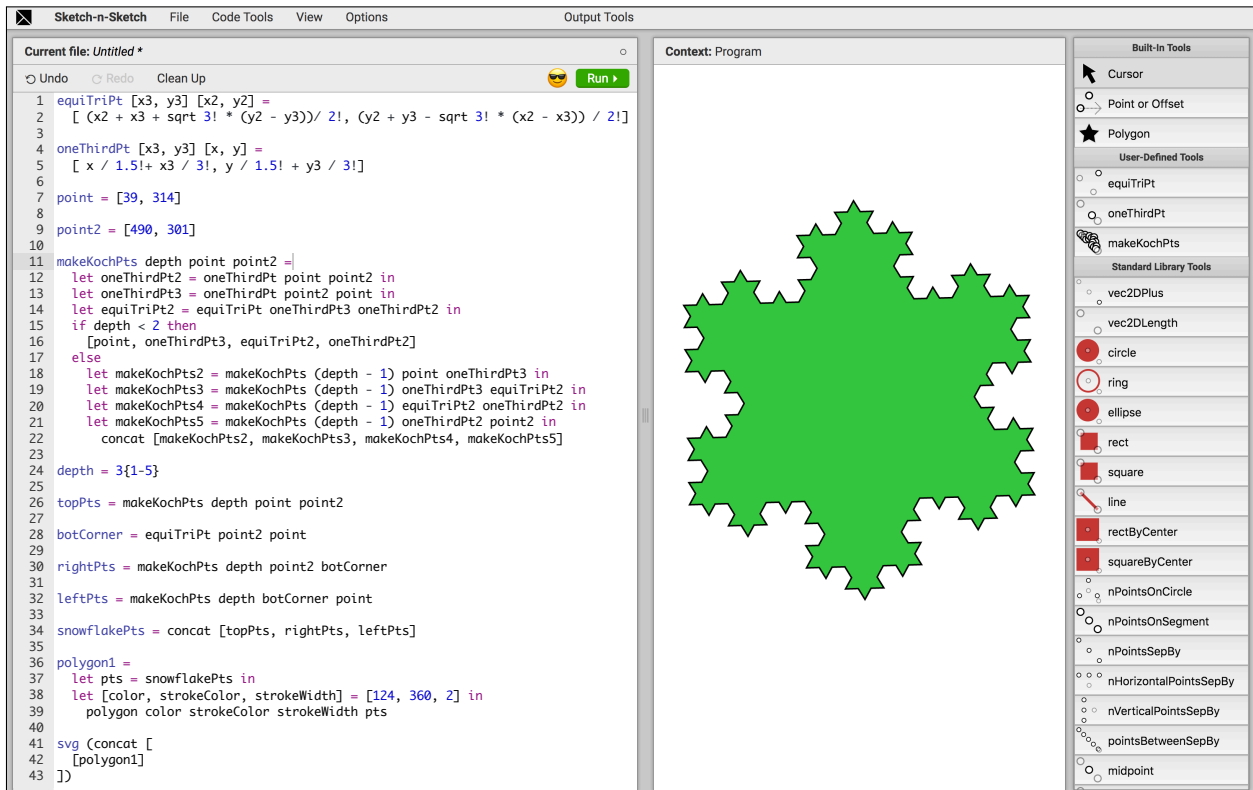 Sketch-n-Sketch File Code Tools View Options Output Tools
Current file: Untitled *
Undo Redo Clean Up Run
1 equiTriPt [x3, y3] [x2, y2] =
2 [ (x2 + x3 + sqrt 3! * (y2 - y3))/ 2!, (y2 + y3 - sqrt 3! * (x2 - x3)) / 2!]
3
4 oneThirdPt [x3, y3] [x, y] =
5 [ x / 1.5!+ x3 / 3!, y / 1.5! + y3 / 3!]
6
7 point = [39, 314]
8
9 point2 = [490, 301]
10
11 makeKochPts depth point point2 =
12 let oneThirdPt2 = oneThirdPt point point2 in
13 let oneThirdPt3 = oneThirdPt point2 point in
14 let equiTriPt2 = equiTriPt oneThirdPt3 oneThirdPt2 in
15 if depth < 2 then
16 [point, oneThirdPt3, equiTriPt2, oneThirdPt2]
17 else
18 let makeKochPts2 = makeKochPts (depth - 1) point oneThirdPt3 in
19 let makeKochPts3 = makeKochPts (depth - 1) oneThirdPt3 equiTriPt2 in
20 let makeKochPts4 = makeKochPts (depth - 1) equiTriPt2 oneThirdPt2 in
21 let makeKochPts5 = makeKochPts (depth - 1) oneThirdPt2 point2 in
22 concat [makeKochPts2, makeKochPts3, makeKochPts4, makeKochPts5]
23
24 depth = 3{1-5}
25
26 topPts = makeKochPts depth point point2
27
28 botCorner = equiTriPt point2 point
29
30 rightPts = makeKochPts depth point2 botCorner
31
32 leftPts = makeKochPts depth botCorner point
33
34 snowflakePts = concat [topPts, rightPts, leftPts]
35
36 polygon1 =
37 let pts = snowflakePts in
38 let [color, strokeColor, strokeWidth] = [124, 360, 2] in
39 polygon color strokeColor strokeWidth pts
40
41 svg (concat [
42 [polygon1]
43 ])
Context: Program
Built-In Tools
Cursor
Point or Offset
Polygon
User-Defined Tools
equiTriPt
oneThirdPt
makeKochPts
Standard Library Tools
vec2DPlus
vec2DLength
circle
ring
ellipse
rect
square
line
rectByCenter
squareByCenter
nPointsOnCircle
nPointsOnSegment
nPointsSepBy
nHorizontalPointsSepBy
nVerticalPointsSepBy
pointsBetweenSepBy
midpoint